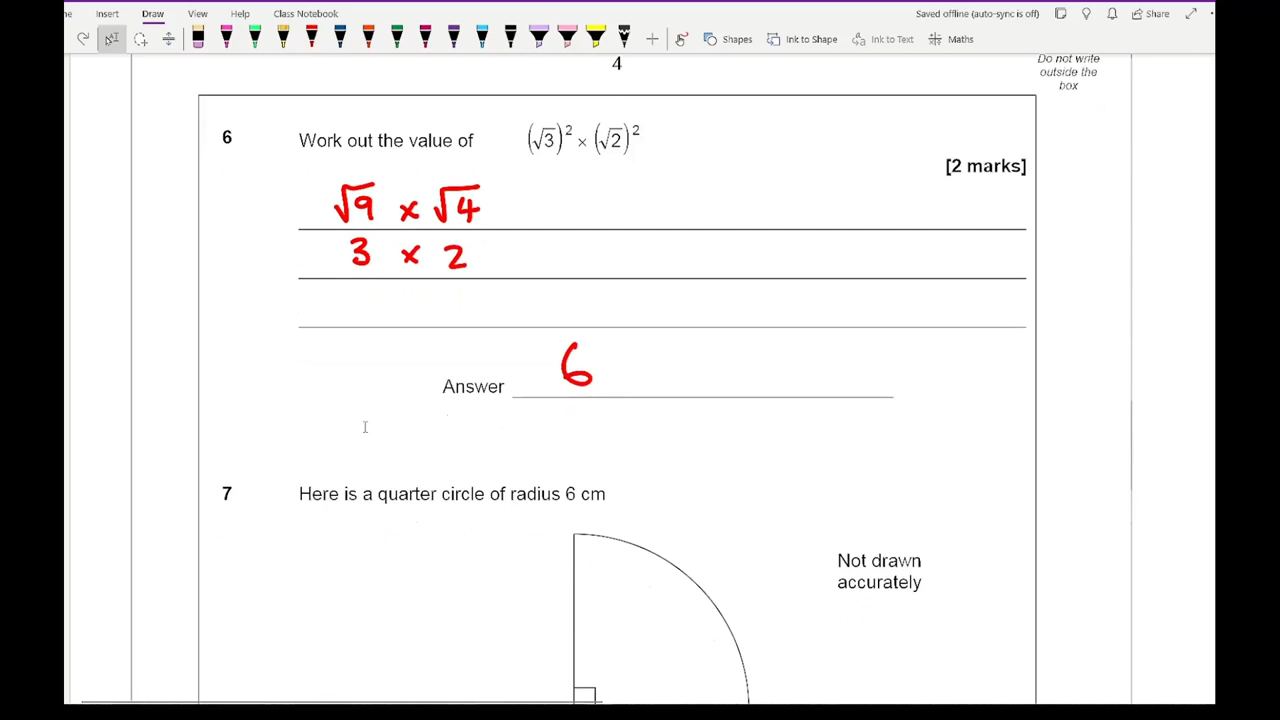 Insert Draw View Help Class Notebook Saved offline (auto-sync is off) Share
Shapes Ink to Shape Ink to Text Maths
4
Do not write
outside the
box
6 Work out the value of (√3)² × (√2)²
[2 marks]
√9 × √4
3 × 2
6
Answer
7 Here is a quarter circle of radius 6 cm
Not drawn
accurately